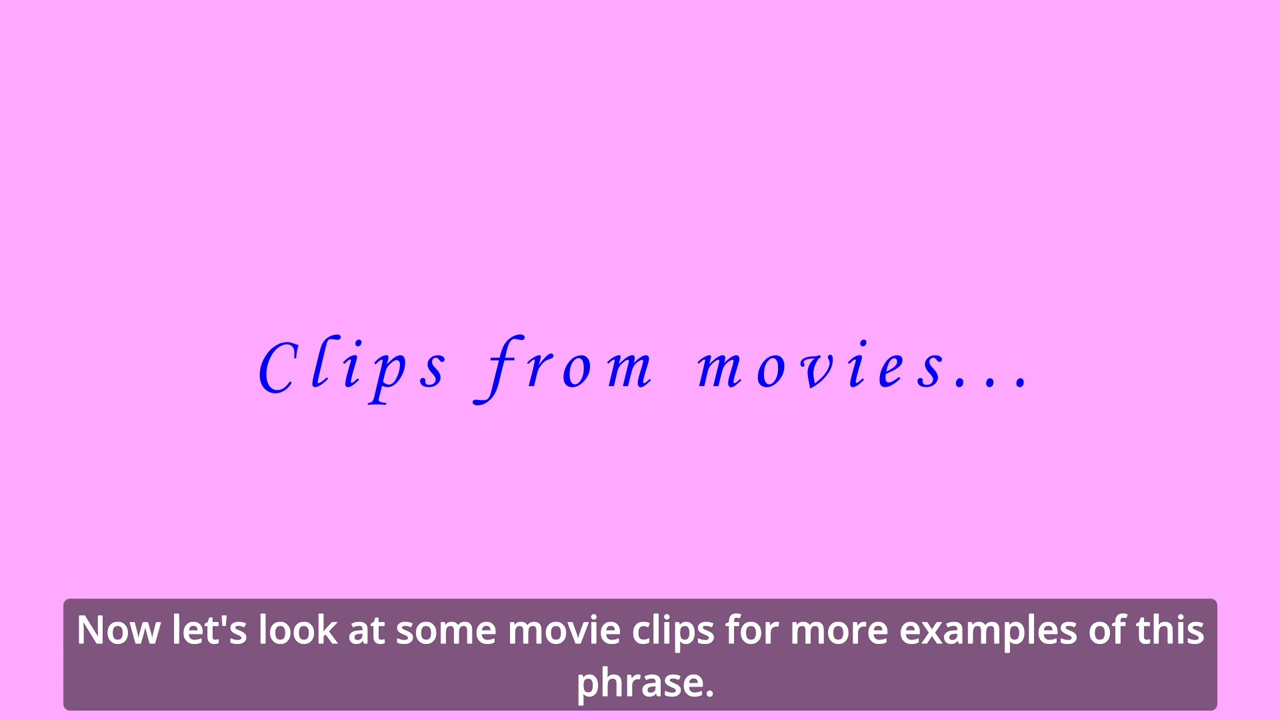 Clips from movies...
Now let's look at some movie clips for more examples of this
phrase.